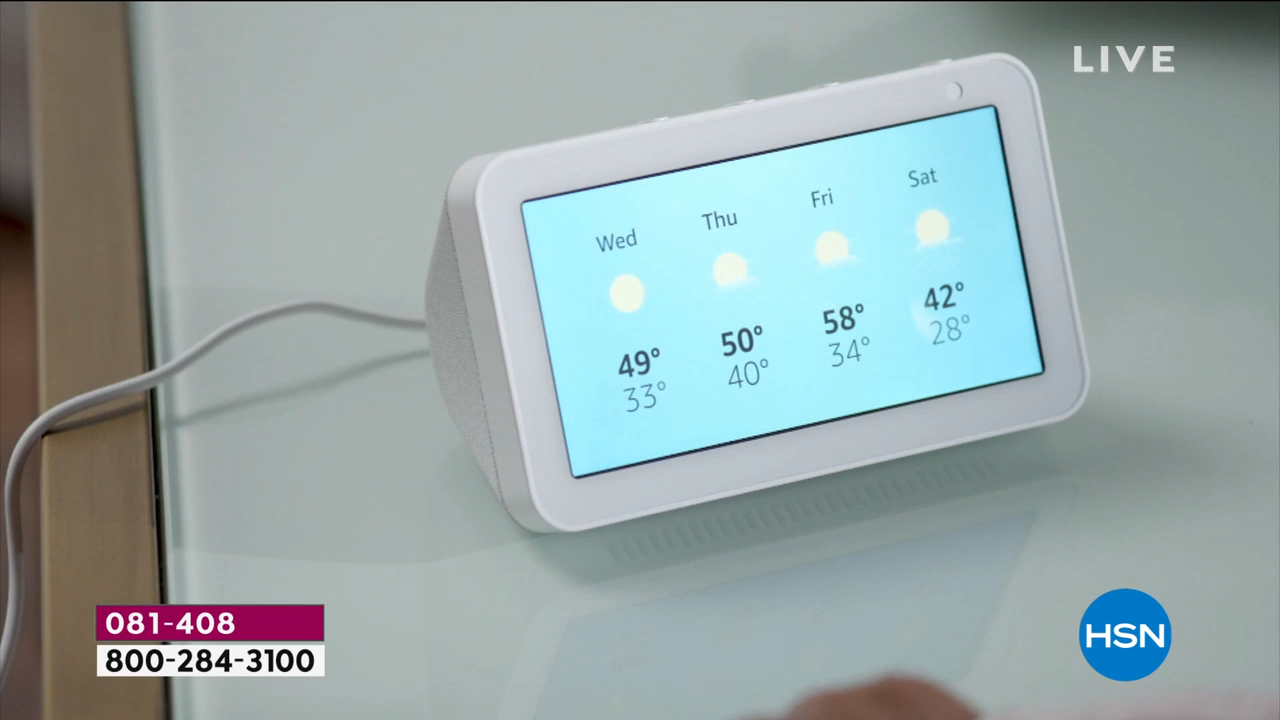 LIVE
Wed Thu Fri Sat
49° 50° 58° 42°
33° 40° 34° 28°
081-408
800-284-3100
HSN